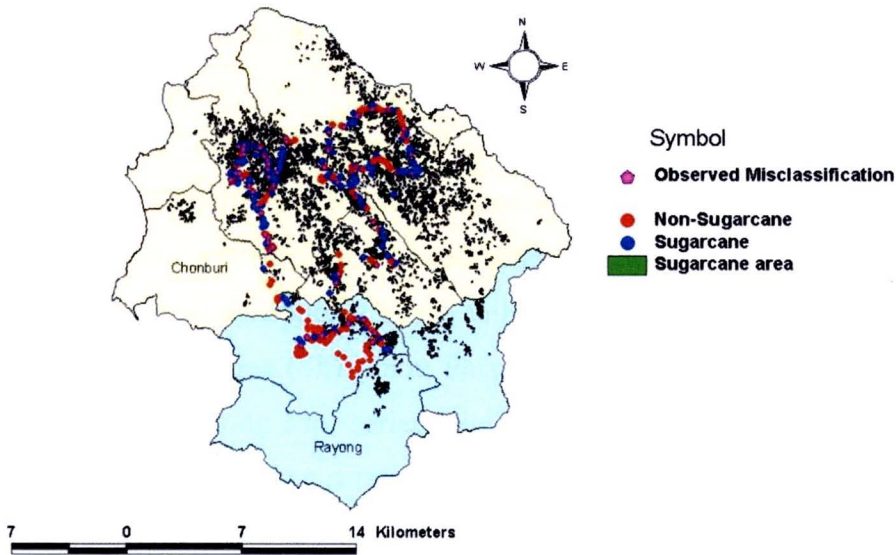 N
W E
S
Symbol
Observed Misclassification
Non-Sugarcane
Sugarcane
Sugarcane area
Chonburi
Rayong
7 0 7 14 Kilometers